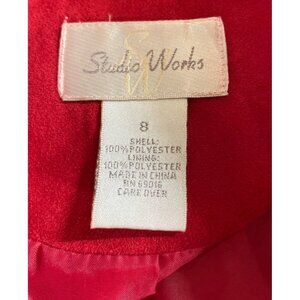 Studio Works
8
SHELL:
100% POLYESTER
LINING:
100% POLYESTER
MADE IN CHINA
RN 69016
CARE OVER